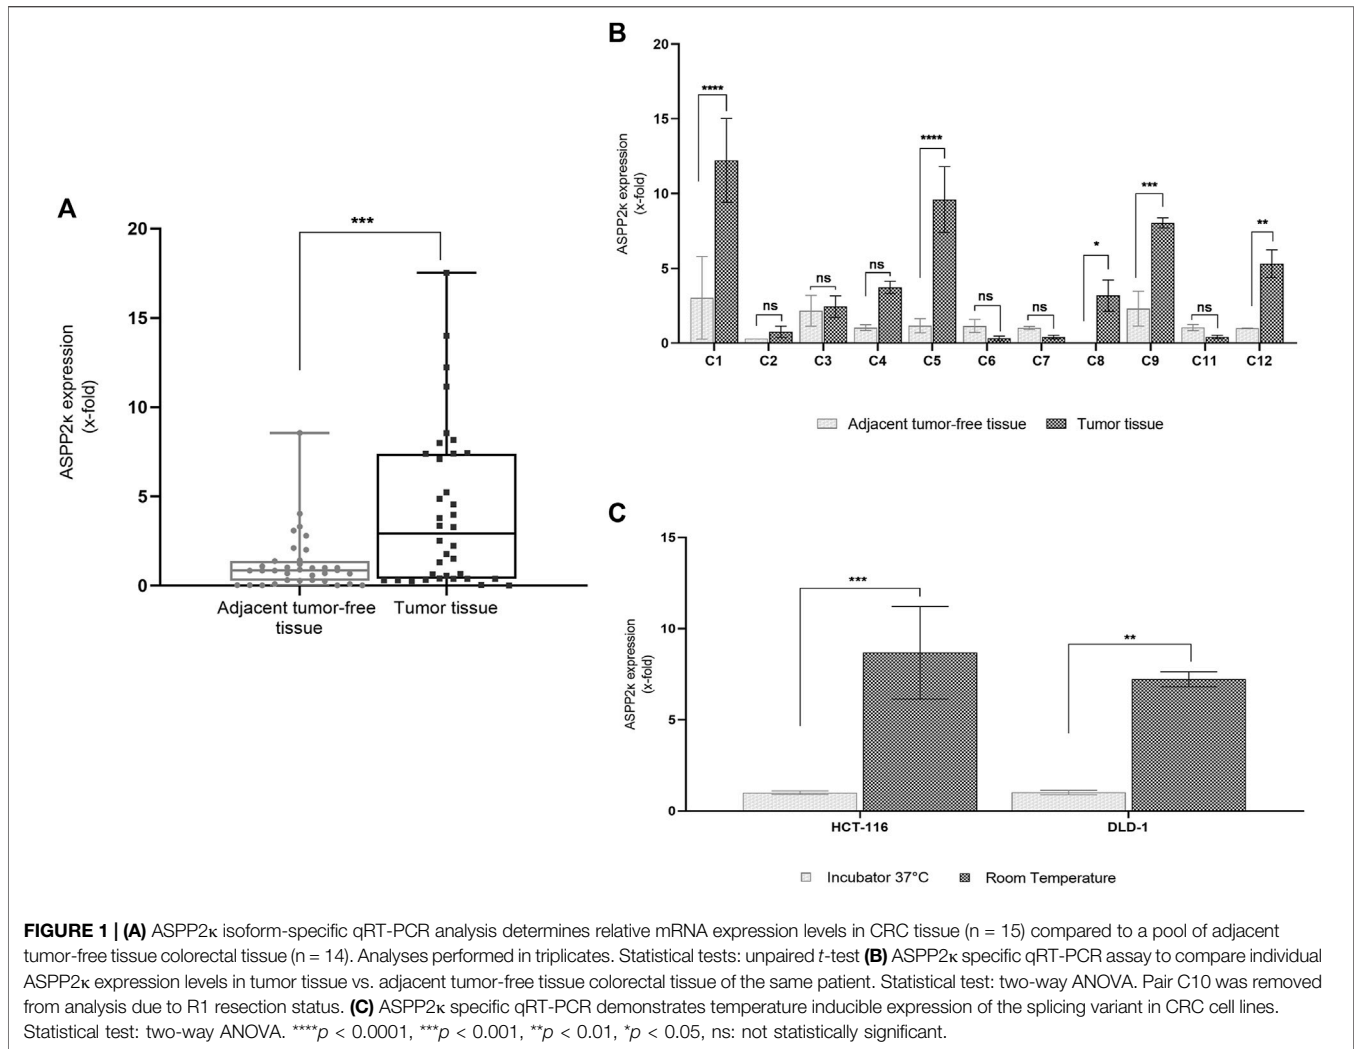 A
ASPP2κ expression
(x-fold)
20
15
10
5
0
***
Adjacent tumor-free
tissue
Tumor tissue
B
ASPP2κ expression
(x-fold)
20
15
10
5
0
****
ns
ns
ns
****
ns
ns
*
***
ns
**
C1 C2 C3 C4 C5 C6 C7 C8 C9 C11 C12
Adjacent tumor-free tissue Tumor tissue
C
ASPP2κ expression
(x-fold)
15
10
5
0
***
**
HCT-116 DLD-1
Incubator 37°C Room Temperature
FIGURE 1 | (A) ASPP2κ isoform-specific qRT-PCR analysis determines relative mRNA expression levels in CRC tissue (n = 15) compared to a pool of adjacent
tumor-free tissue colorectal tissue (n = 14). Analyses performed in triplicates. Statistical tests: unpaired t-test (B) ASPP2κ specific qRT-PCR assay to compare individual
ASPP2κ expression levels in tumor tissue vs. adjacent tumor-free tissue colorectal tissue of the same patient. Statistical test: two-way ANOVA. Pair C10 was removed
from analysis due to R1 resection status. (C) ASPP2κ specific qRT-PCR demonstrates temperature inducible expression of the splicing variant in CRC cell lines.
Statistical test: two-way ANOVA. ****p < 0.0001, ***p < 0.001, **p < 0.01, *p < 0.05, ns: not statistically significant.